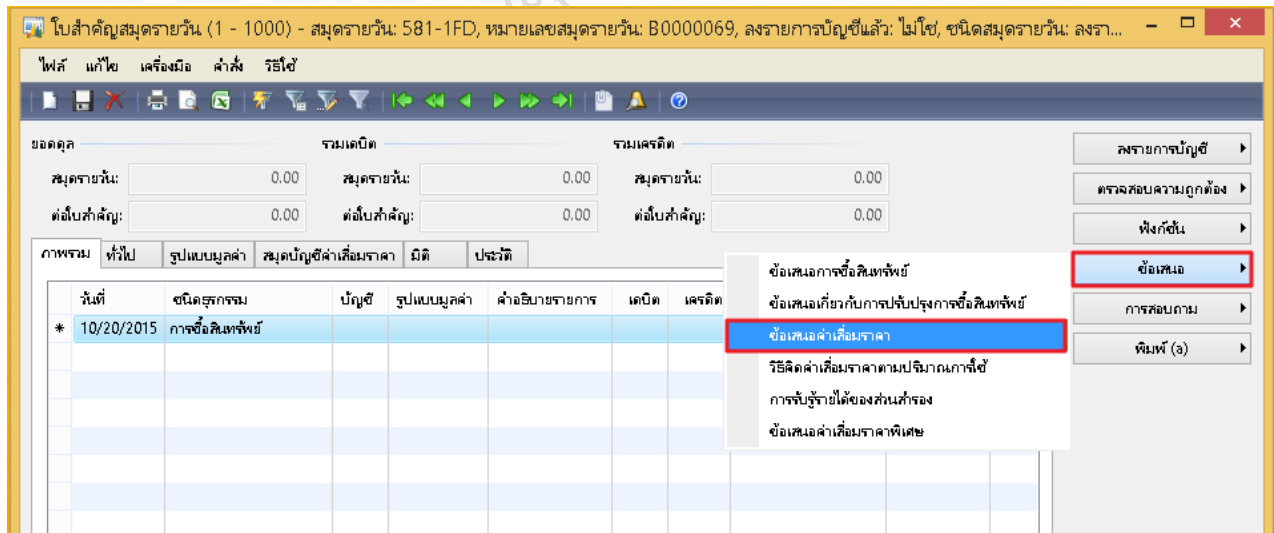 ใบสำคัญสมุดรายวัน (1 - 1000) - สมุดรายวัน: 581-1FD, หมายเลขสมุดรายวัน: B0000069, ลงรายการบัญชีแล้ว: ไม่ใช่, ชนิดสมุดรายวัน: ลงรา...
ไฟล์ แก้ไข เครื่องมือ คำสั่ง วิธีใช้
ยอดดุล รวมเดบิต รวมเครดิต
สมุดรายวัน: 0.00 สมุดรายวัน: 0.00 สมุดรายวัน: 0.00
ต่อใบสำคัญ: 0.00 ต่อใบสำคัญ: 0.00 ต่อใบสำคัญ: 0.00
ภาพรวม ทั่วไป รูปแบบมูลค่า สมุดบัญชีค่าเสื่อมราคา มิติ ประวัติ
วันที่ ชนิดธุรกรรม บัญชี รูปแบบมูลค่า คำอธิบายรายการ เดบิต เครดิต
* 10/20/2015 การซื้อสินทรัพย์
ข้อเสนอการซื้อสินทรัพย์
ข้อเสนอเกี่ยวกับการปรับปรุงการซื้อสินทรัพย์
ข้อเสนอค่าเสื่อมราคา
วิธีคิดค่าเสื่อมราคาตามปริมาณการใช้
การรับรู้รายได้ของส่วนสำรอง
ข้อเสนอค่าเสื่อมราคาพิเศษ
ลงรายการบัญชี
ตรวจสอบความถูกต้อง
ฟังก์ชัน
ข้อเสนอ
การสอบถาม
พิมพ์ (a)